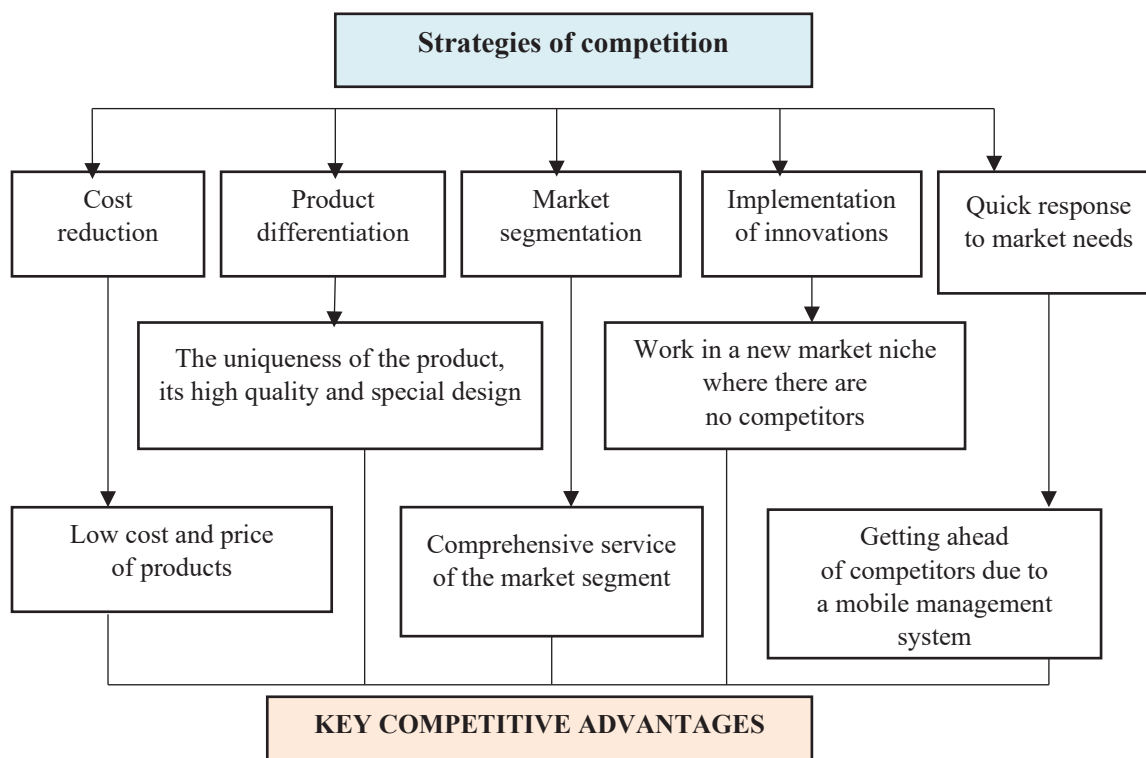 Strategies of competition
Cost
reduction
Product
differentiation
Market
segmentation
Implementation
of innovations
Quick response
to market needs
The uniqueness of the product,
its high quality and special design
Work in a new market niche
where there are
no competitors
Low cost and price
of products
Comprehensive service
of the market segment
Getting ahead
of competitors due to
a mobile management
system
KEY COMPETITIVE ADVANTAGES